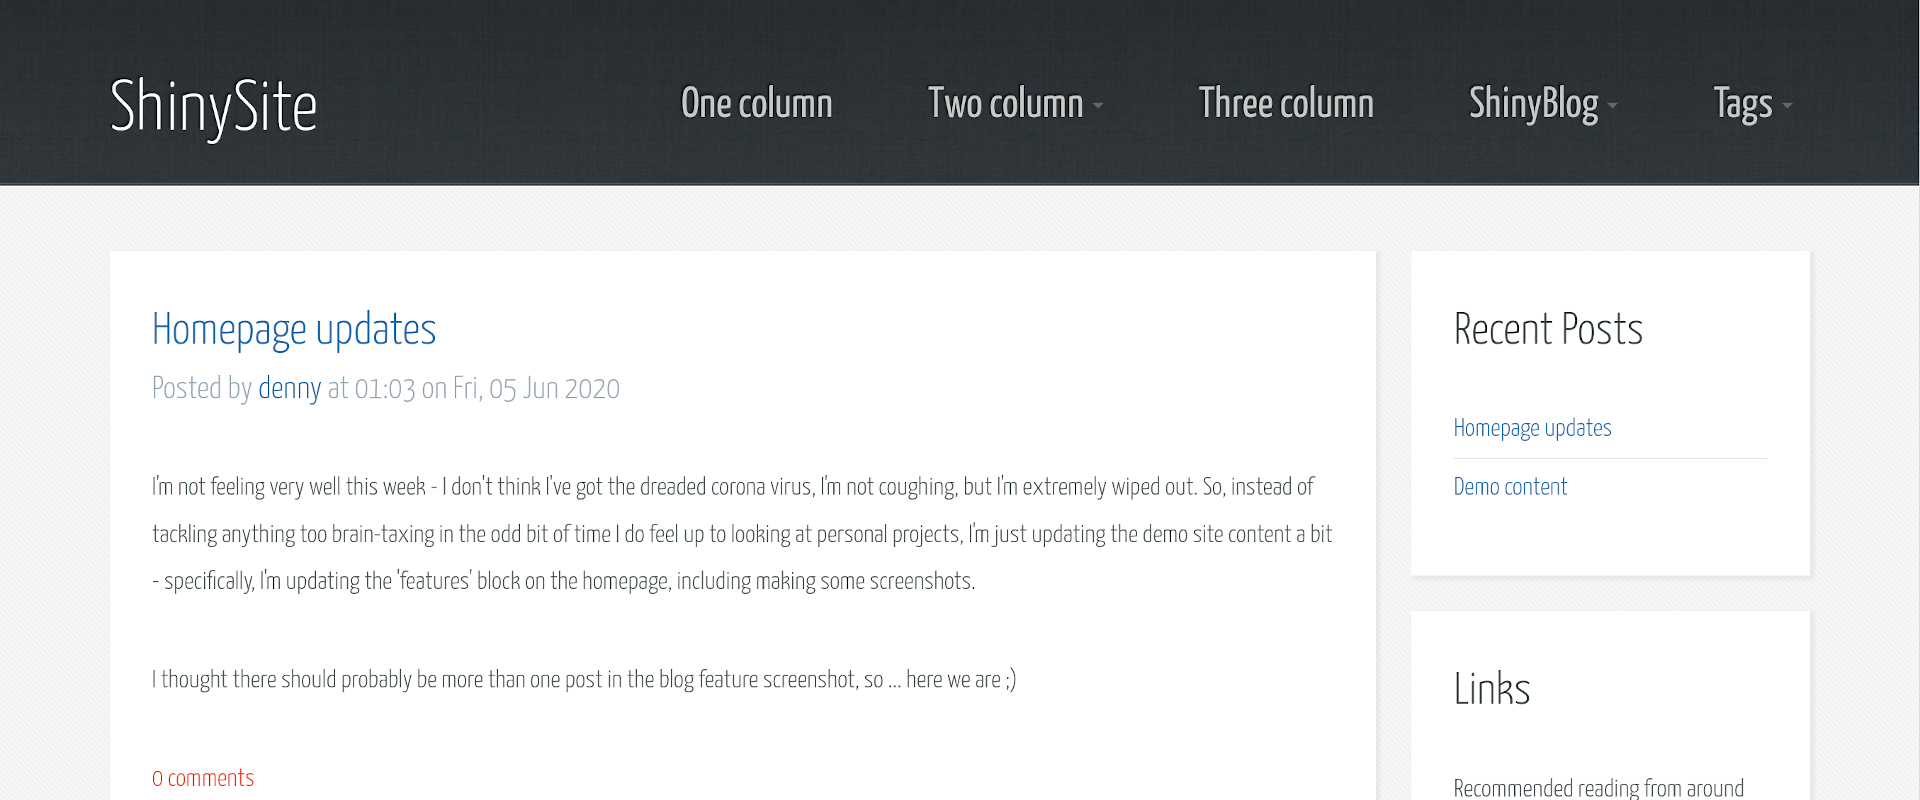 ShinySite
One column
Two column
Three column
ShinyBlog
Tags
Homepage updates
Posted by denny at 01:03 on Fri, 05 Jun 2020
I'm not feeling very well this week - I don't think I've got the dreaded corona virus, I'm not coughing, but I'm extremely wiped out. So, instead of
tackling anything too brain-taxing in the odd bit of time I do feel up to looking at personal projects, I'm just updating the demo site content a bit
- specifically, I'm updating the 'features' block on the homepage, including making some screenshots.
I thought there should probably be more than one post in the blog feature screenshot, so ... here we are ;)
0 comments
Recent Posts
Homepage updates
Demo content
Links
Recommended reading from around